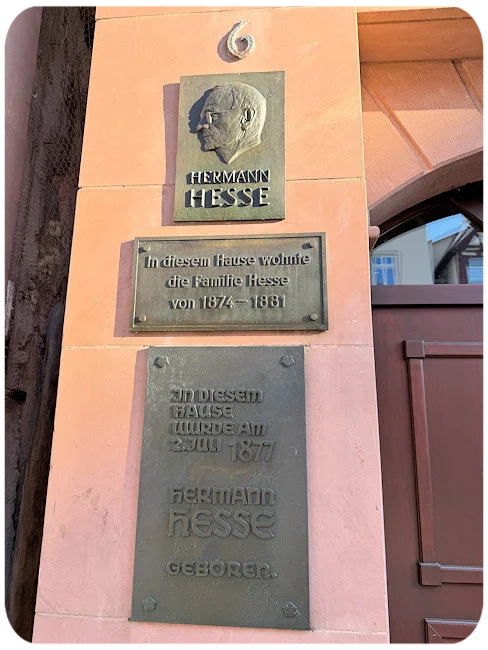 6
HERMANN
HESSE
In diesem Hause wohnte
die Familie Hesse
von 1874–1881
IN DIESEM
HAUSE
WURDE AM
2. JULI 1877
HERMANN
HESSE
GEBOREN.